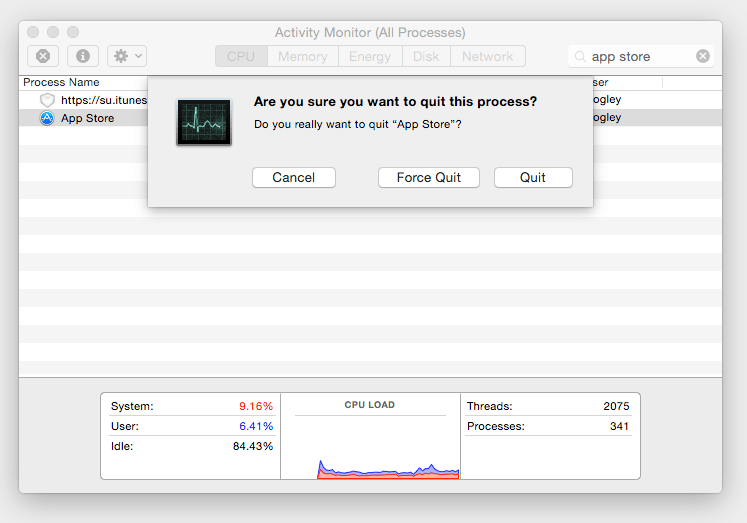 Activity Monitor (All Processes)
CPU Memory Energy Disk Network
app store
Process Name
https://su.itunes
App Store
ogley
ogley
Are you sure you want to quit this process?
Do you really want to quit “App Store”?
Cancel Force Quit Quit
System: 9.16%
User: 6.41%
Idle: 84.43%
CPU LOAD
Threads: 2075
Processes: 341